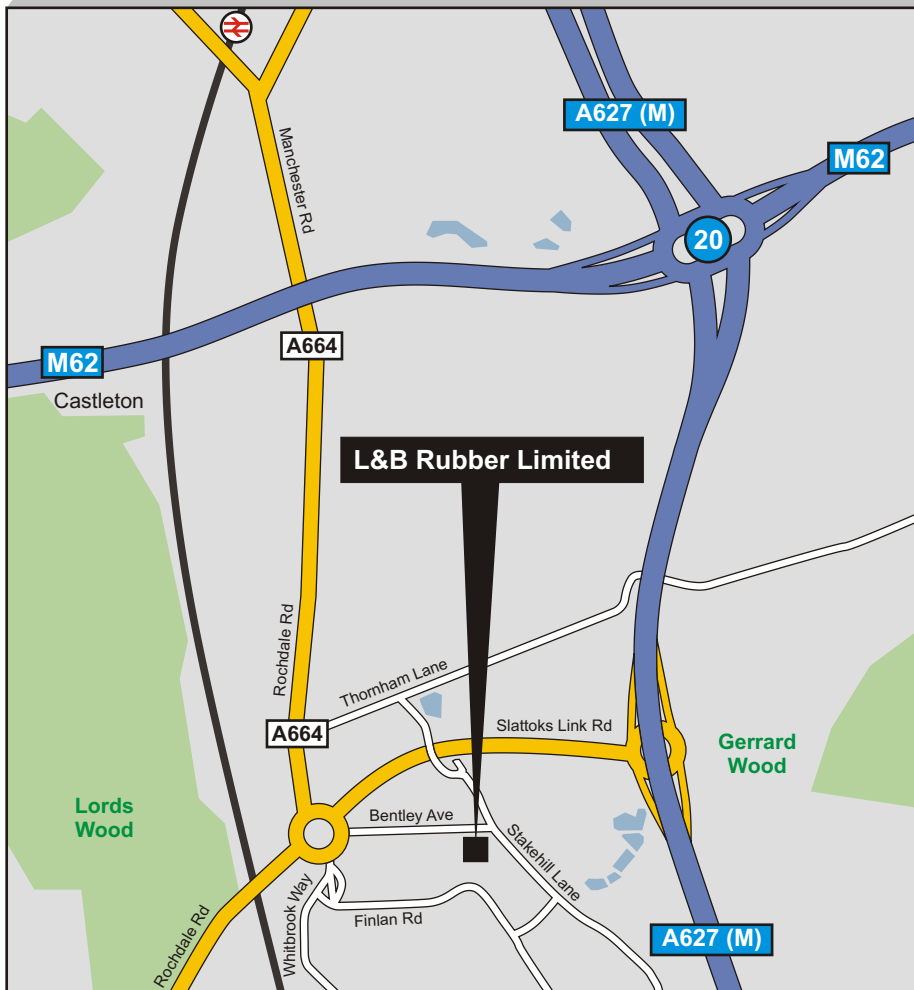 A627 (M)
M62
Manchester Rd
20
A664
M62
Castleton
L&B Rubber Limited
Rochdale Rd
Thornham Lane
Slattoks Link Rd
A664
Gerrard
Wood
Lords
Wood
Bentley Ave
Stakehill Lane
Whitbrook Way
Finlan Rd
Rochdale Rd
A627 (M)